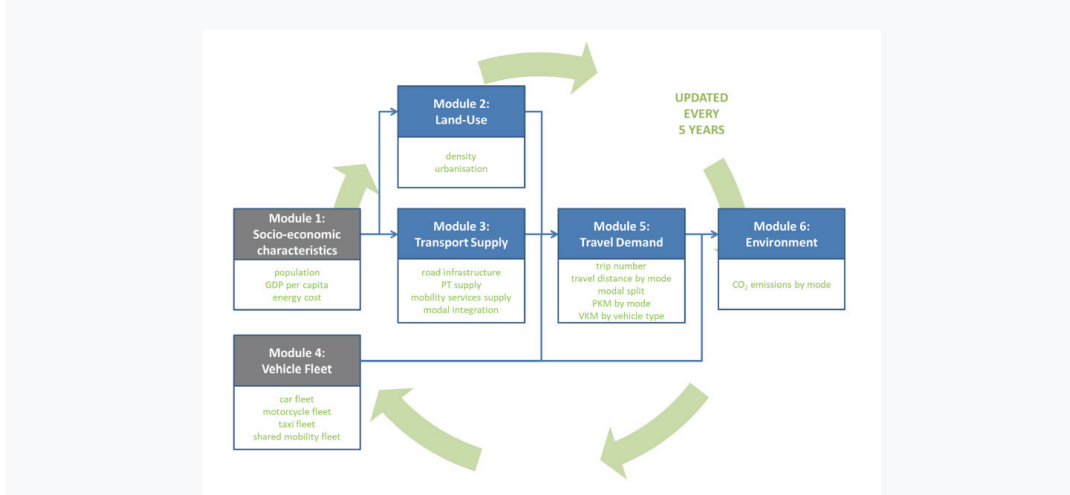 UPDATED
EVERY
5 YEARS
Module 2:
Land-Use
density
urbanisation
Module 1:
Socio-economic
characteristics
population
GDP per capita
energy cost
Module 3:
Transport Supply
road infrastructure
PT supply
mobility services supply
modal integration
Module 5:
Travel Demand
trip number
travel distance by mode
modal split
PKM by mode
VKM by vehicle type
Module 6:
Environment
CO₂ emissions by mode
Module 4:
Vehicle Fleet
car fleet
motorcycle fleet
taxi fleet
shared mobility fleet